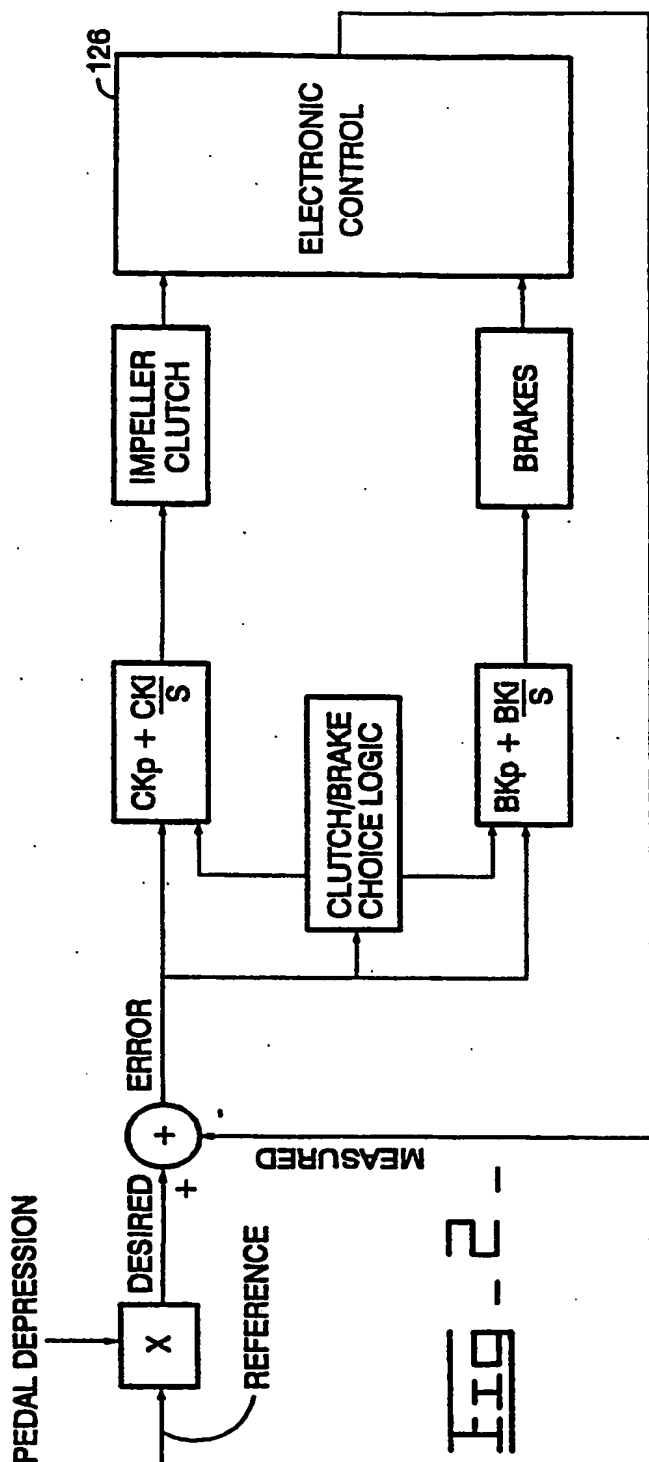 PEDAL DEPRESSION
X
REFERENCE
DESIRED
+
+
-
ERROR
MEASURED
CKp + CKi
S
CLUTCH/BRAKE
CHOICE LOGIC
BKp + BKi
S
IMPELLER
CLUTCH
BRAKES
126
ELECTRONIC
CONTROL
Fig-2-